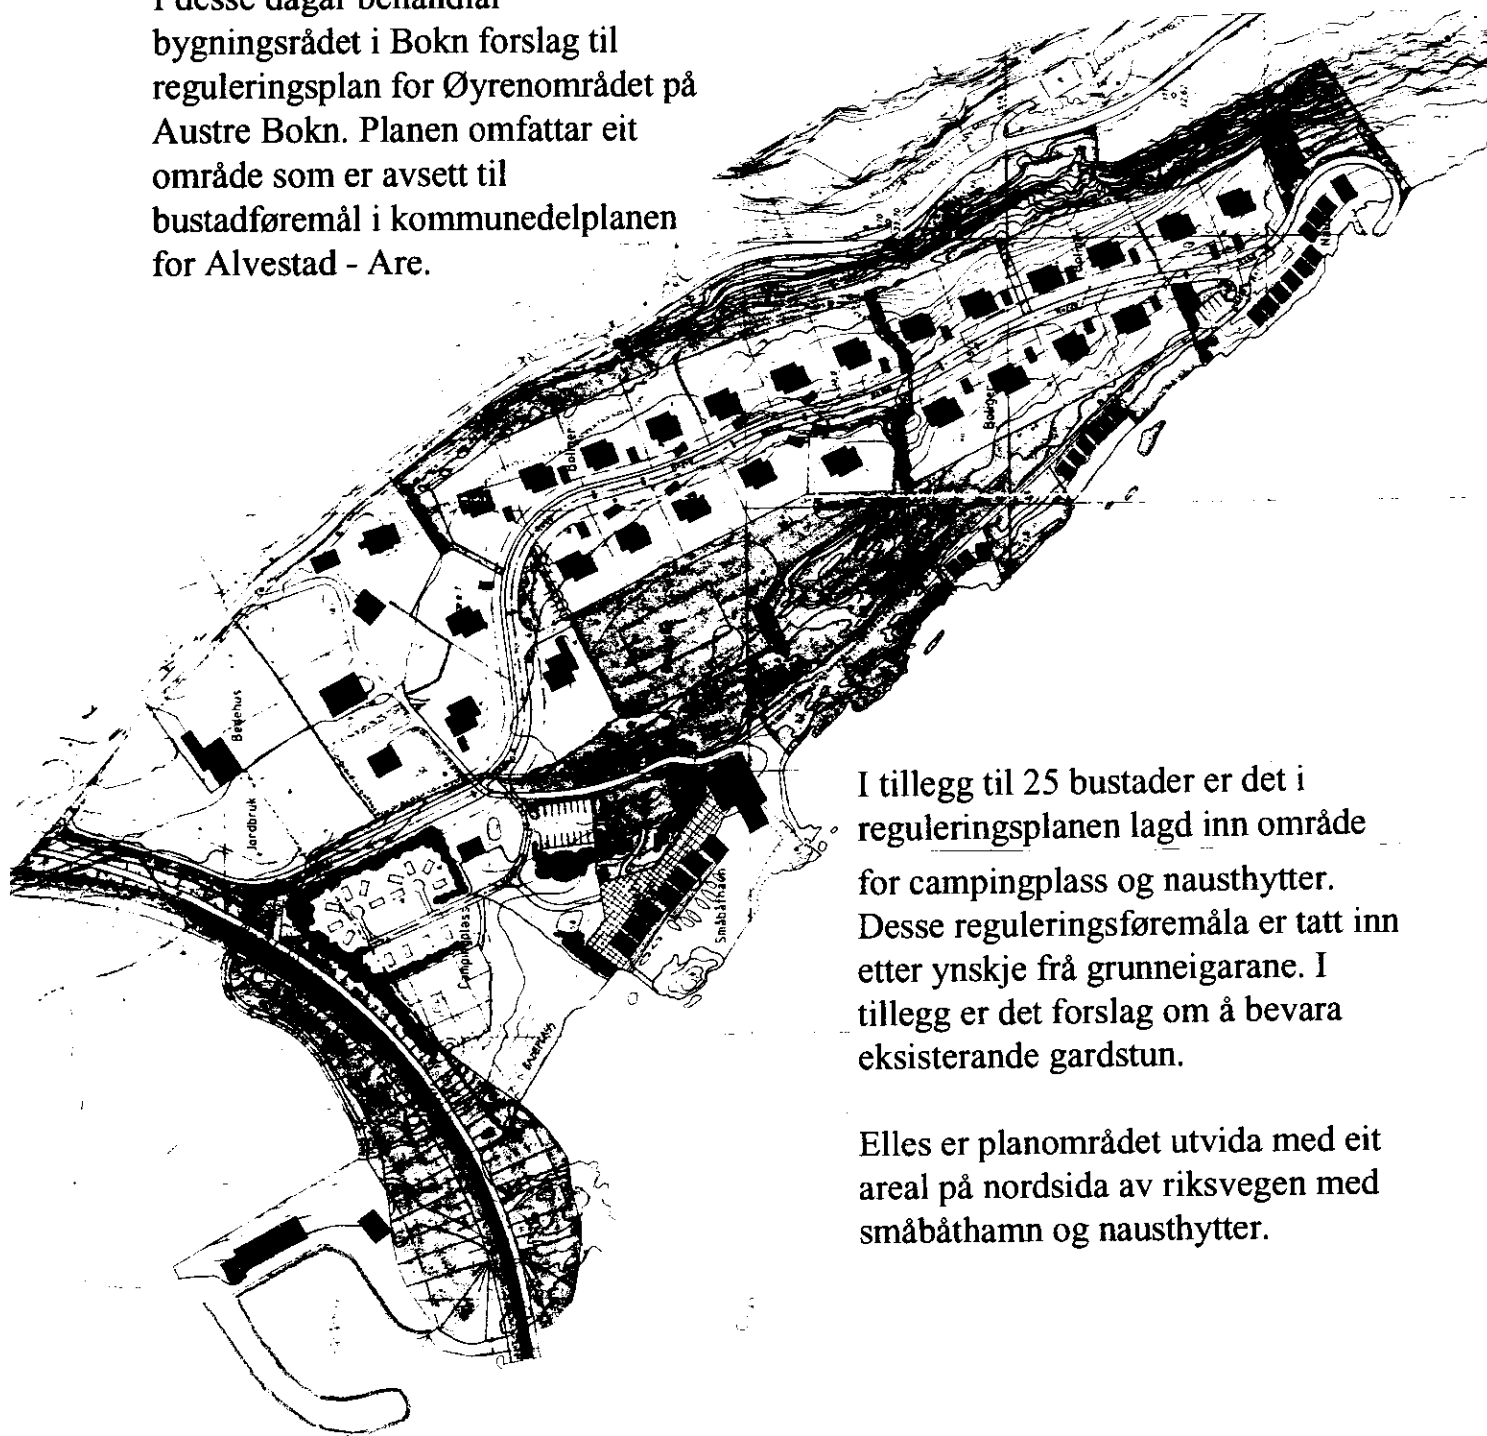 I desse dagar behandlar
bygningsrådet i Bokn forslag til
reguleringsplan for Øyrenområdet på
Austre Bokn. Planen omfattar eit
område som er avsett til
bustadføremål i kommunedelplanen
for Alvestad - Are.
Boliger
Boliger
Bedehus
Jordbruk
Campingplass
Småbåthavn
I tillegg til 25 bustader er det i
reguleringsplanen lagd inn område
for campingplass og nausthytter.
Desse reguleringsføremåla er tatt inn
etter ynskje frå grunneigarane. I
tillegg er det forslag om å bevara
eksisterande gardstun.
Elles er planområdet utvida med eit
areal på nordsida av riksvegen med
småbåthamn og nausthytter.